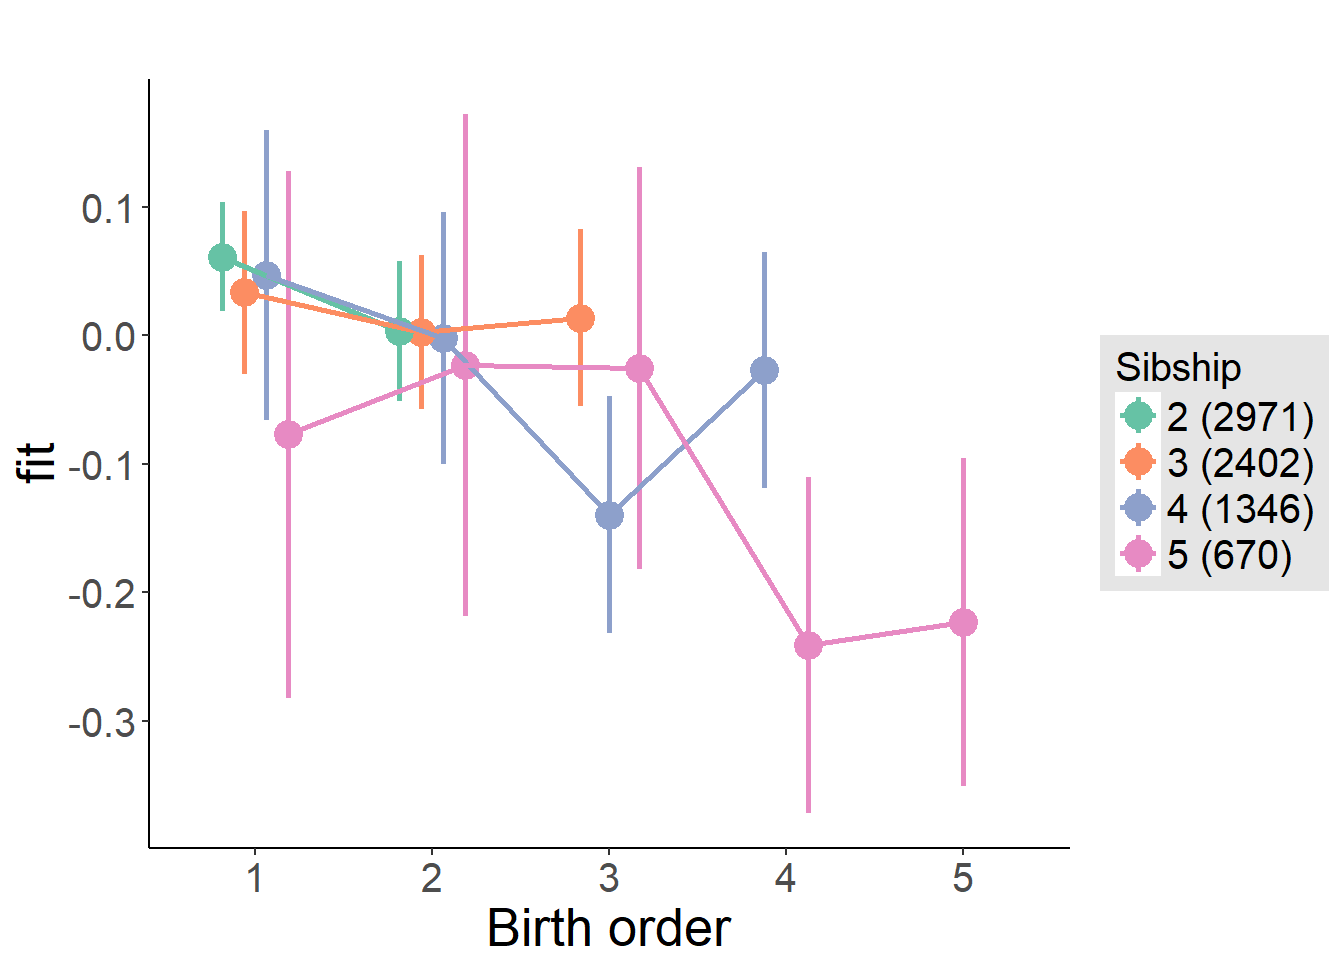 0.1
0.0
-0.1
-0.2
-0.3
fit
1 2 3 4 5
Birth order
Sibship
2 (2971)
3 (2402)
4 (1346)
5 (670)